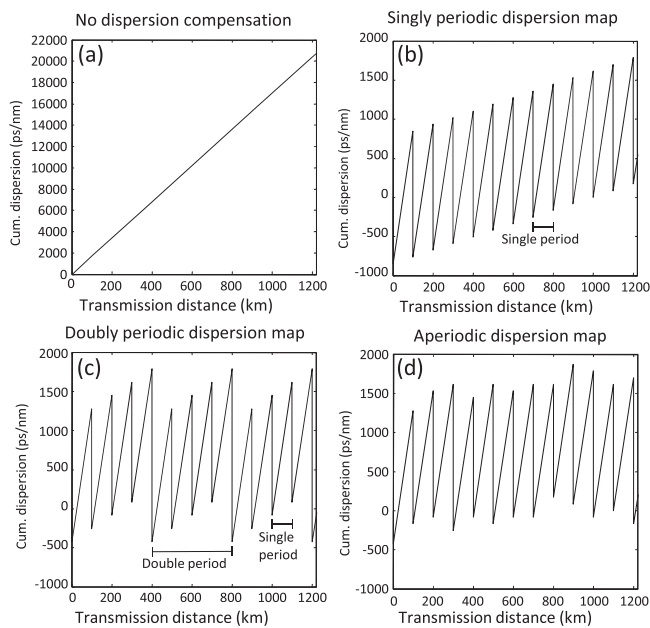 No dispersion compensation
(a)
22000
20000
18000
16000
14000
12000
10000
8000
6000
4000
2000
0
Cum. dispersion (ps/nm)
0 200 400 600 800 1000 1200
Transmission distance (km)
Singly periodic dispersion map
(b)
2000
1500
1000
500
0
-500
-1000
Cum. dispersion (ps/nm)
Single period
0 200 400 600 800 1000 1200
Transmission distance (km)
Doubly periodic dispersion map
(c)
2000
1500
1000
500
0
-500
-1000
Cum. dispersion (ps/nm)
Double period
Single
period
0 200 400 600 800 1000 1200
Transmission distance (km)
Aperiodic dispersion map
(d)
2000
1500
1000
500
0
-500
-1000
Cum. dispersion (ps/nm)
0 200 400 600 800 1000 1200
Transmission distance (km)